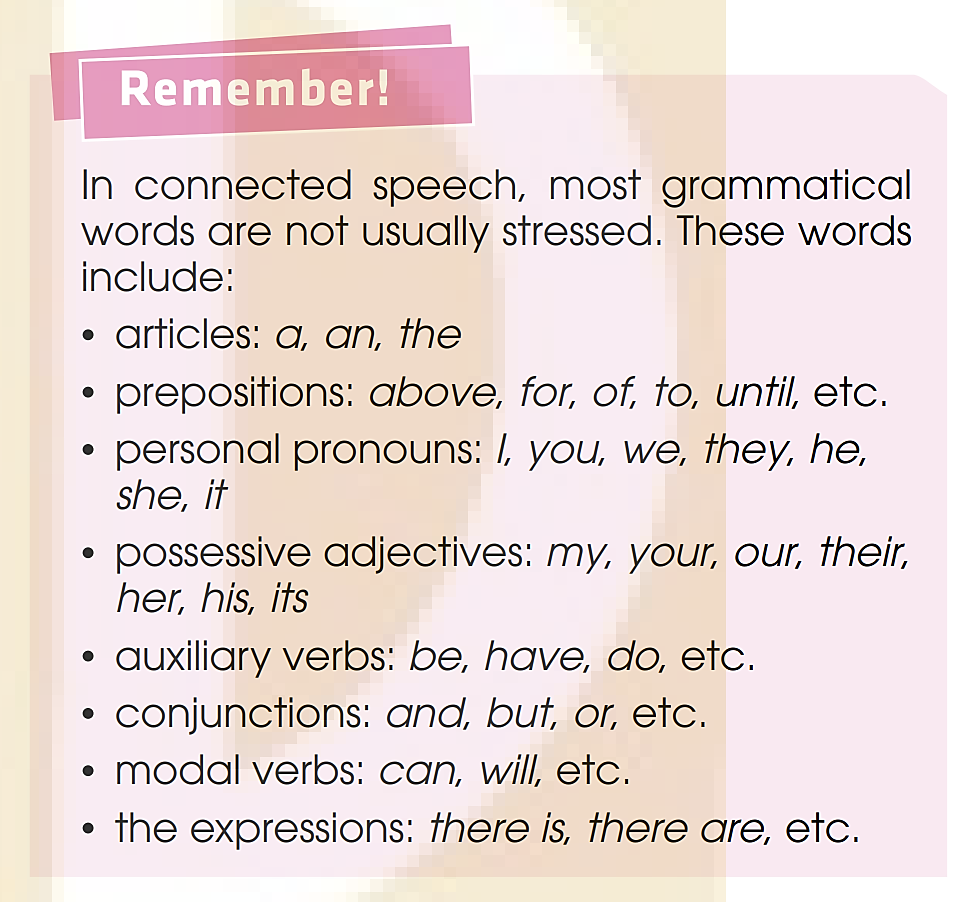 Remember!
In connected speech, most grammatical
words are not usually stressed. These words
include:
• articles: a, an, the
• prepositions: above, for, of, to, until, etc.
• personal pronouns: I, you, we, they, he,
she, it
• possessive adjectives: my, your, our, their,
her, his, its
• auxiliary verbs: be, have, do, etc.
• conjunctions: and, but, or, etc.
• modal verbs: can, will, etc.
• the expressions: there is, there are, etc.